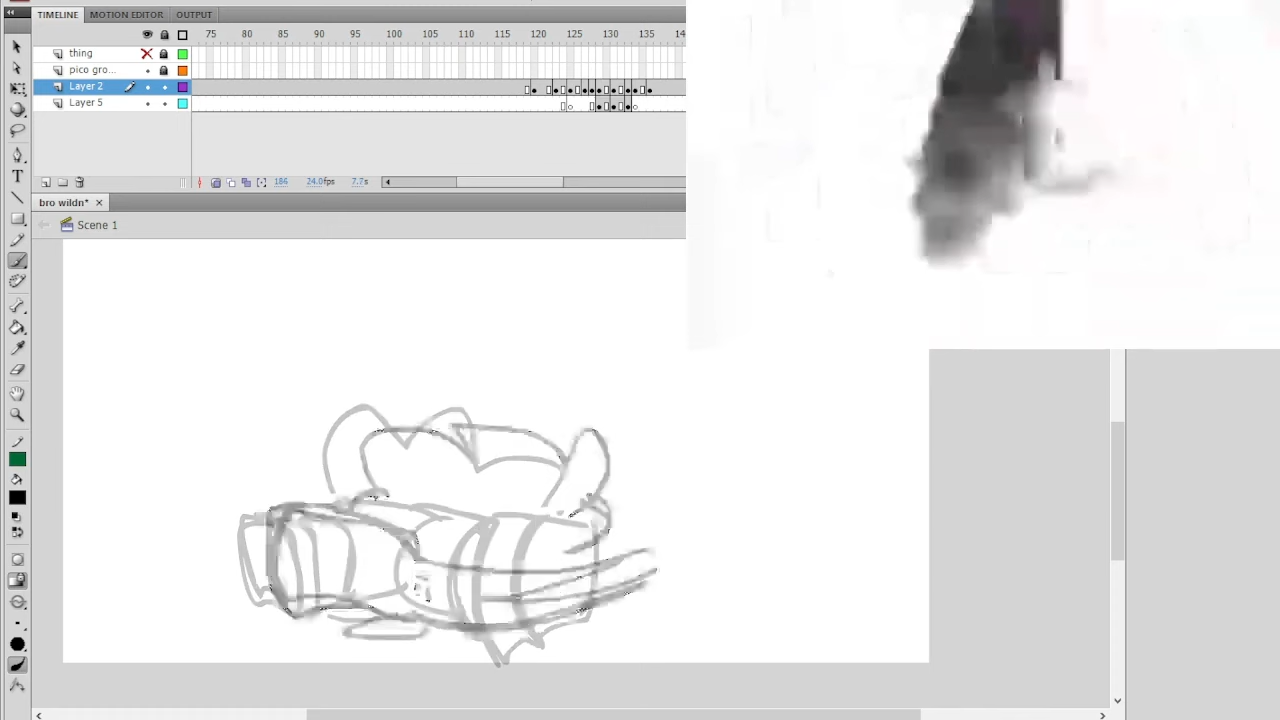 TIMELINE MOTION EDITOR OUTPUT
75 80 85 90 95 100 105 110 115 120 125 130 135 14
thing
pico gro...
Layer 2
Layer 5
186 24.0fps 7.7s
bro wildn*
Scene 1